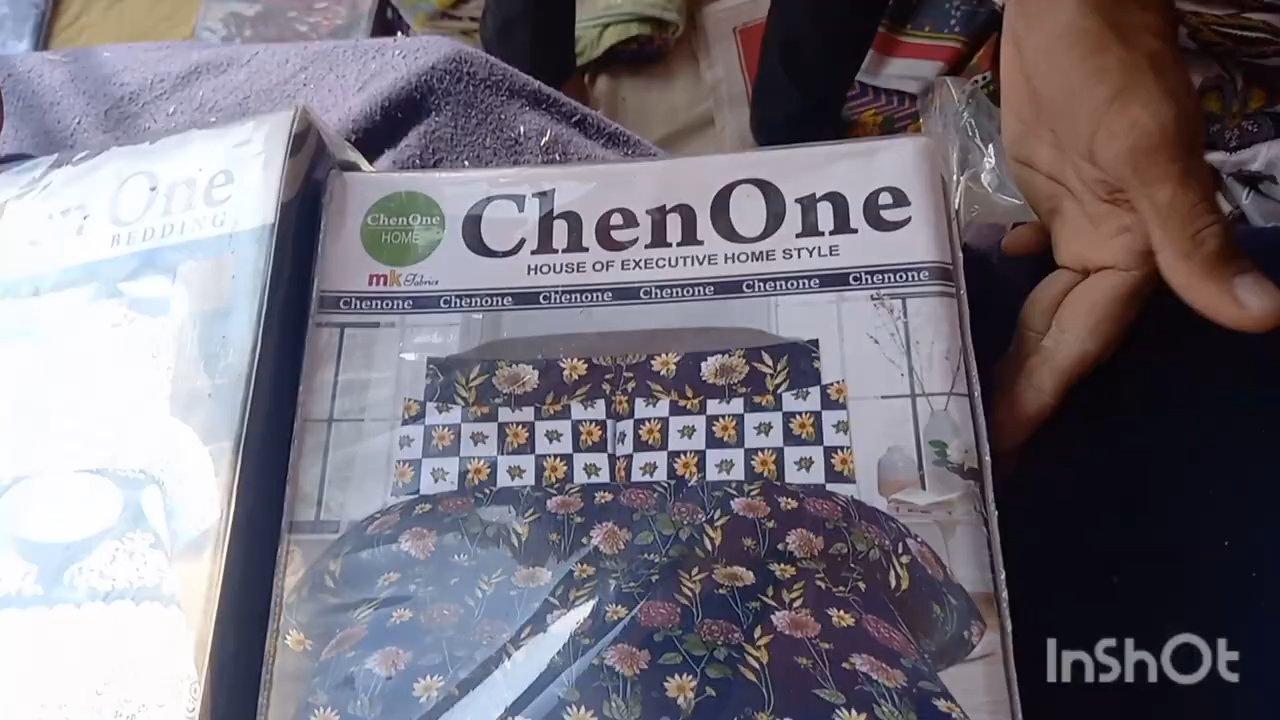 One
BEDDING
ChenOne
HOME
mk Fabrics
ChenOne
HOUSE OF EXECUTIVE HOME STYLE
Chenone Chenone Chenone Chenone Chenone Chenone
InShOt